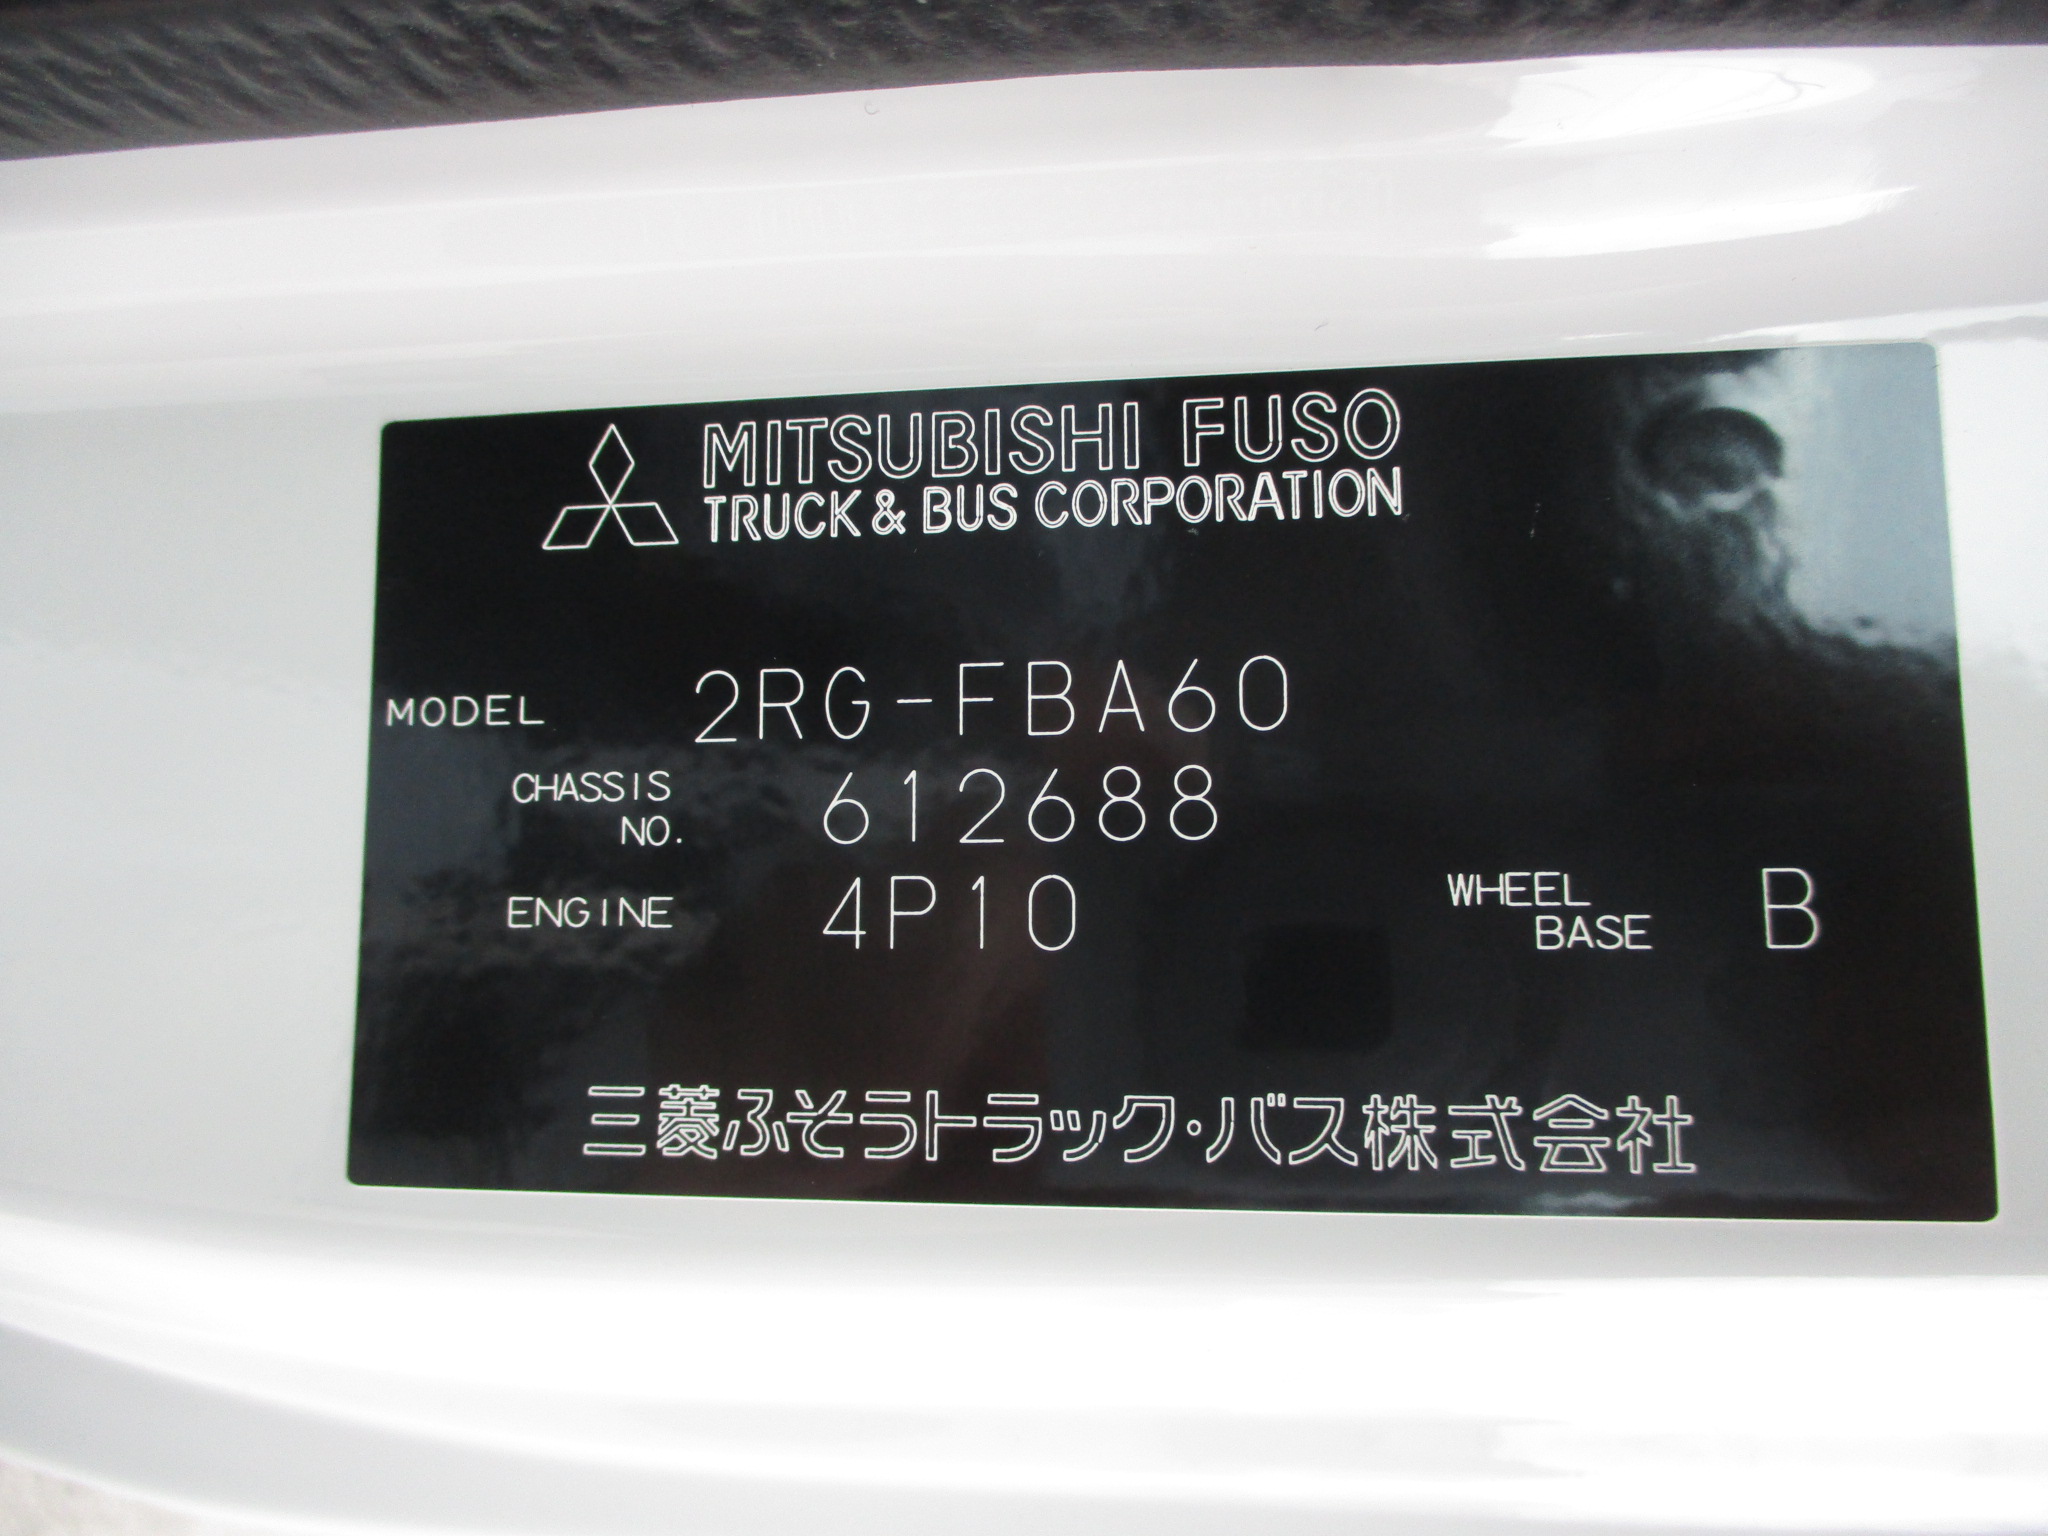 MITSUBISHI FUSO
TRUCK & BUS CORPORATION
MODEL 2RG-FBA60
CHASSIS NO. 612688
ENGINE 4P10
WHEEL BASE B
三菱ふそうトラック・バス株式会社